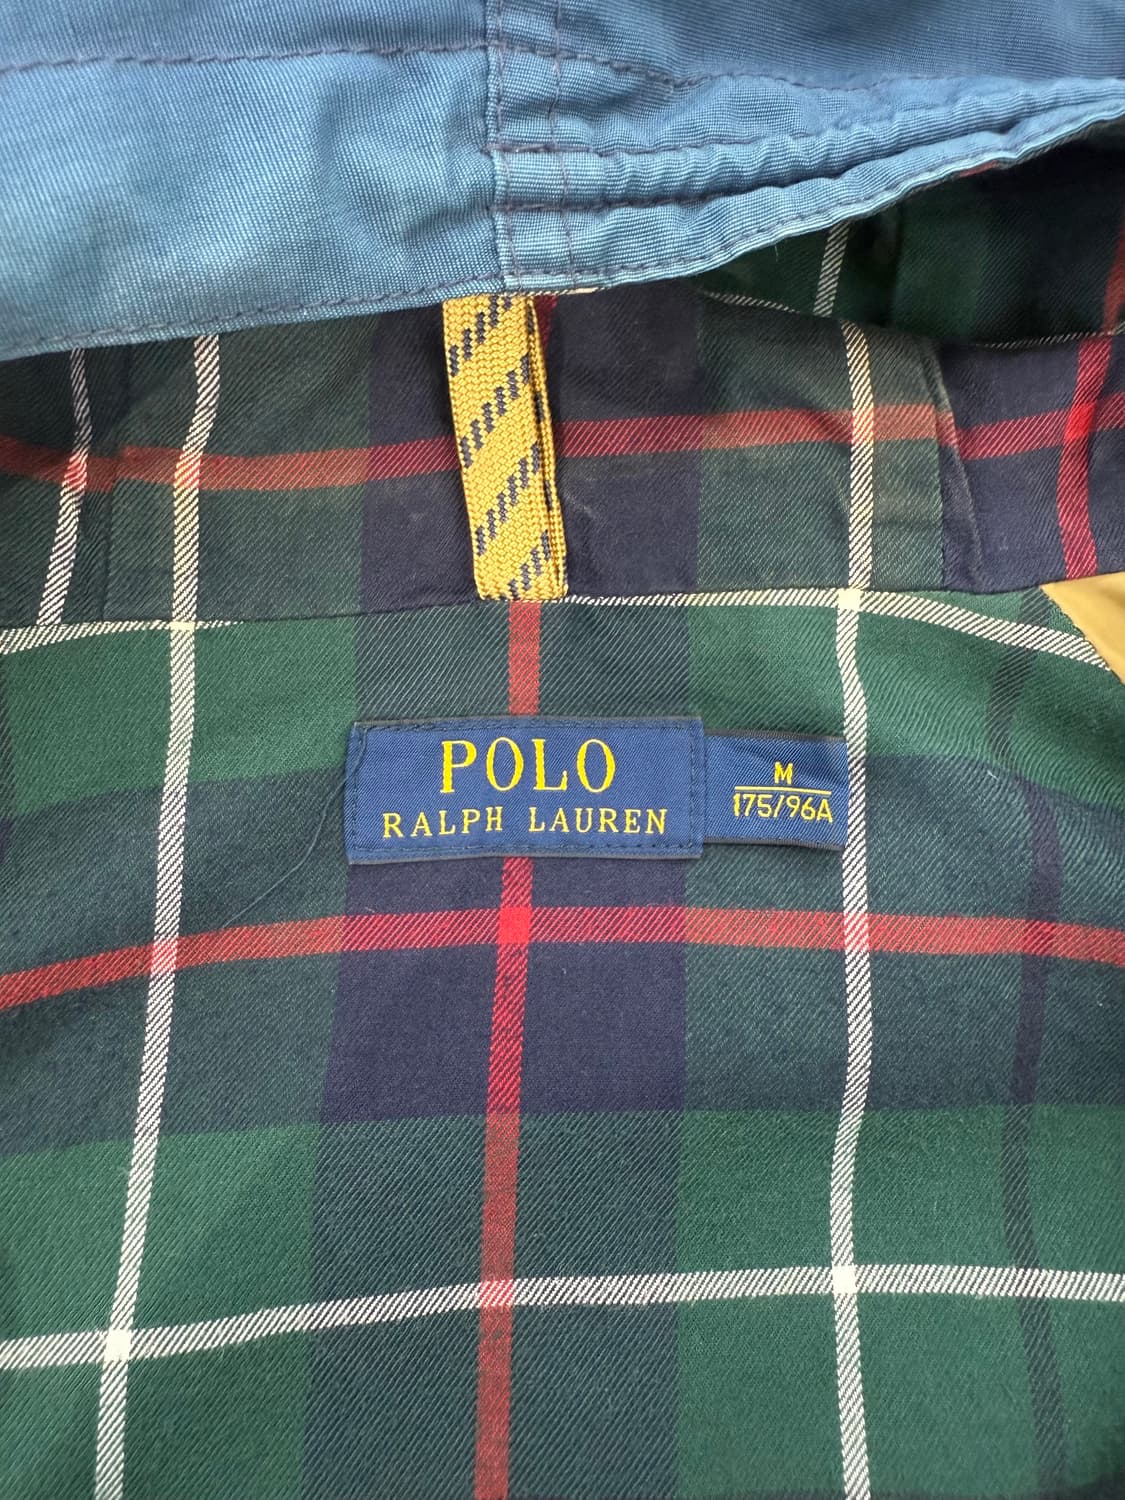 POLO
RALPH LAUREN
M
175/96A